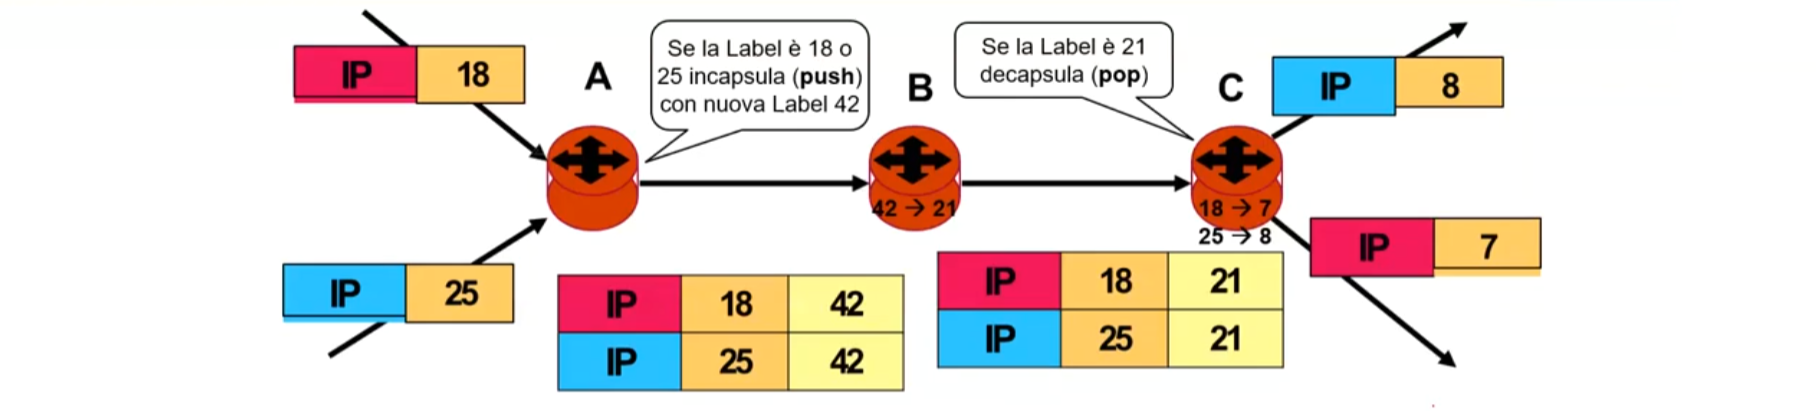 IP 18
A
Se la Label è 18 o
25 incapsula (push)
con nuova Label 42
B
Se la Label è 21
decapsula (pop)
C
IP 8
42 → 21
18 → 7
25 → 8
IP 7
IP 25
IP 18 42
IP 25 42
IP 18 21
IP 25 21